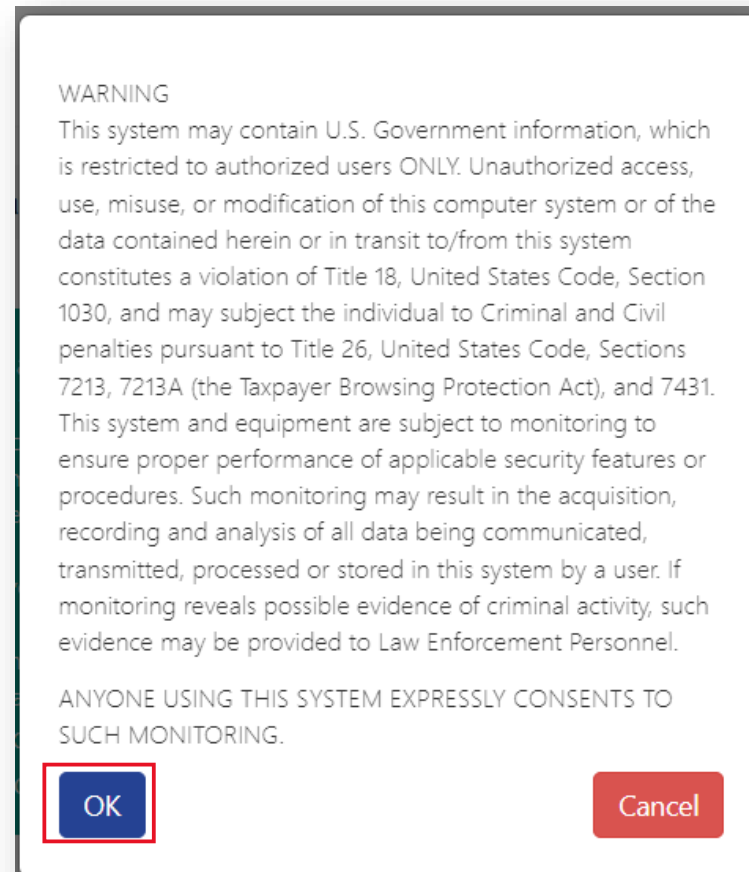 WARNING
This system may contain U.S. Government information, which
is restricted to authorized users ONLY. Unauthorized access,
use, misuse, or modification of this computer system or of the
data contained herein or in transit to/from this system
constitutes a violation of Title 18, United States Code, Section
1030, and may subject the individual to Criminal and Civil
penalties pursuant to Title 26, United States Code, Sections
7213, 7213A (the Taxpayer Browsing Protection Act), and 7431.
This system and equipment are subject to monitoring to
ensure proper performance of applicable security features or
procedures. Such monitoring may result in the acquisition,
recording and analysis of all data being communicated,
transmitted, processed or stored in this system by a user. If
monitoring reveals possible evidence of criminal activity, such
evidence may be provided to Law Enforcement Personnel.
ANYONE USING THIS SYSTEM EXPRESSLY CONSENTS TO
SUCH MONITORING.
OK
Cancel